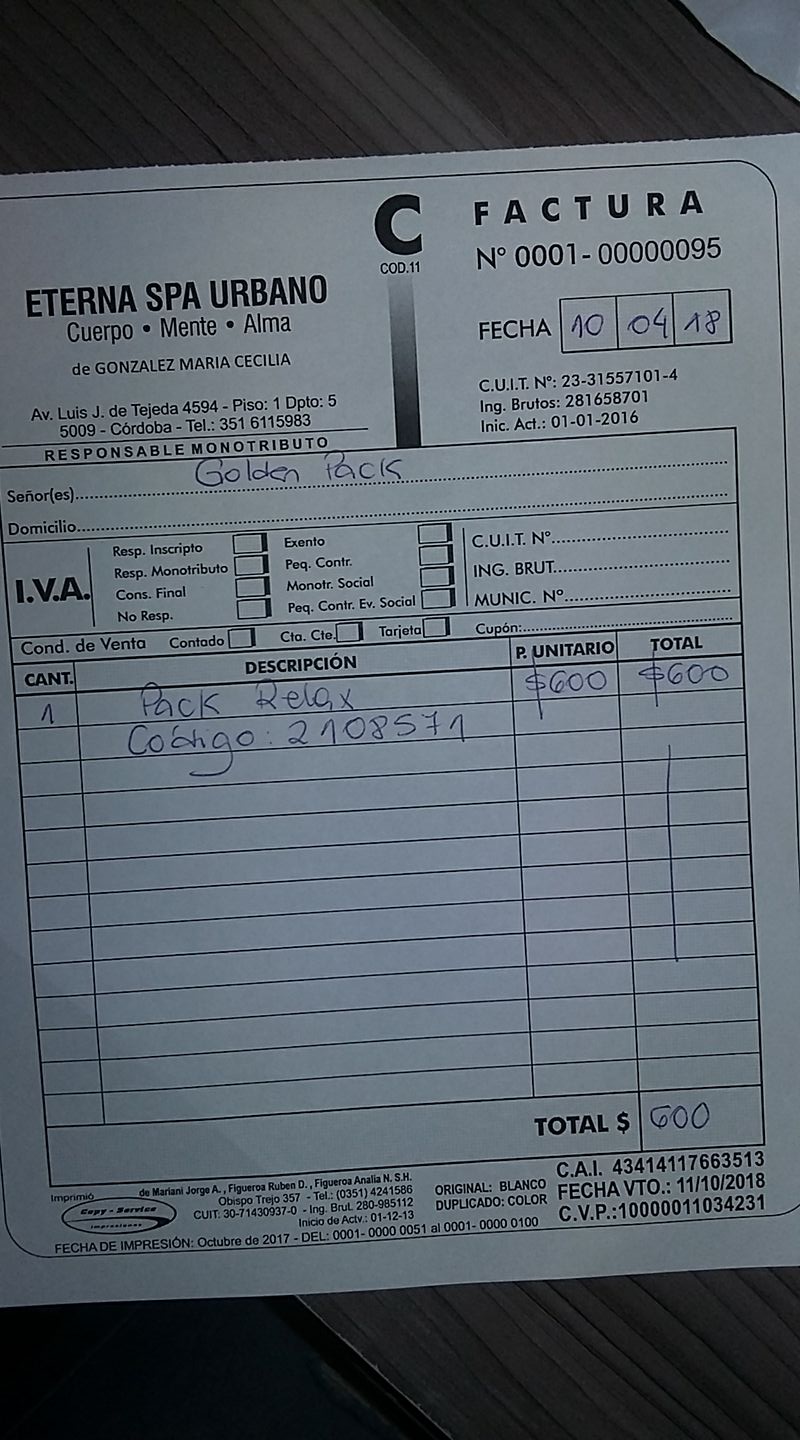 C
COD.11
FACTURA
Nº 0001-00000095
ETERNA SPA URBANO
Cuerpo • Mente • Alma
de GONZALEZ MARIA CECILIA
FECHA 10 04 18
Av. Luis J. de Tejeda 4594 - Piso: 1 Dpto: 5
5009 - Córdoba - Tel.: 351 6115983
RESPONSABLE MONOTRIBUTO
C.U.I.T. Nº: 23-31557101-4
Ing. Brutos: 281658701
Inic. Act.: 01-01-2016
Señor(es) Golden Pack
Domicilio
I.V.A.
Resp. Inscripto
Resp. Monotributo
Cons. Final
No Resp.
Exento
Peq. Contr.
Monotr. Social
Peq. Contr. Ev. Social
C.U.I.T. Nº
ING. BRUT.
MUNIC. Nº
Cond. de Venta Contado Cta. Cte. Tarjeta Cupón:
CANT. DESCRIPCIÓN P. UNITARIO TOTAL
1 Pack Relax $600 $600
Código: 2108571
TOTAL $ 600
Imprimió
Copy - Service
Impresiones
de Mariani Jorge A., Figueroa Ruben D., Figueroa Analia N. S.H.
Obispo Trejo 357 - Tel.: (0351) 4241586
CUIT: 30-71430937-0 - Ing. Brut. 280-985112
Inicio de Actv.: 01-12-13
ORIGINAL: BLANCO
DUPLICADO: COLOR
C.A.I. 43414117663513
FECHA VTO.: 11/10/2018
C.V.P.:10000011034231
FECHA DE IMPRESIÓN: Octubre de 2017 - DEL: 0001- 0000 0051 al 0001- 0000 0100